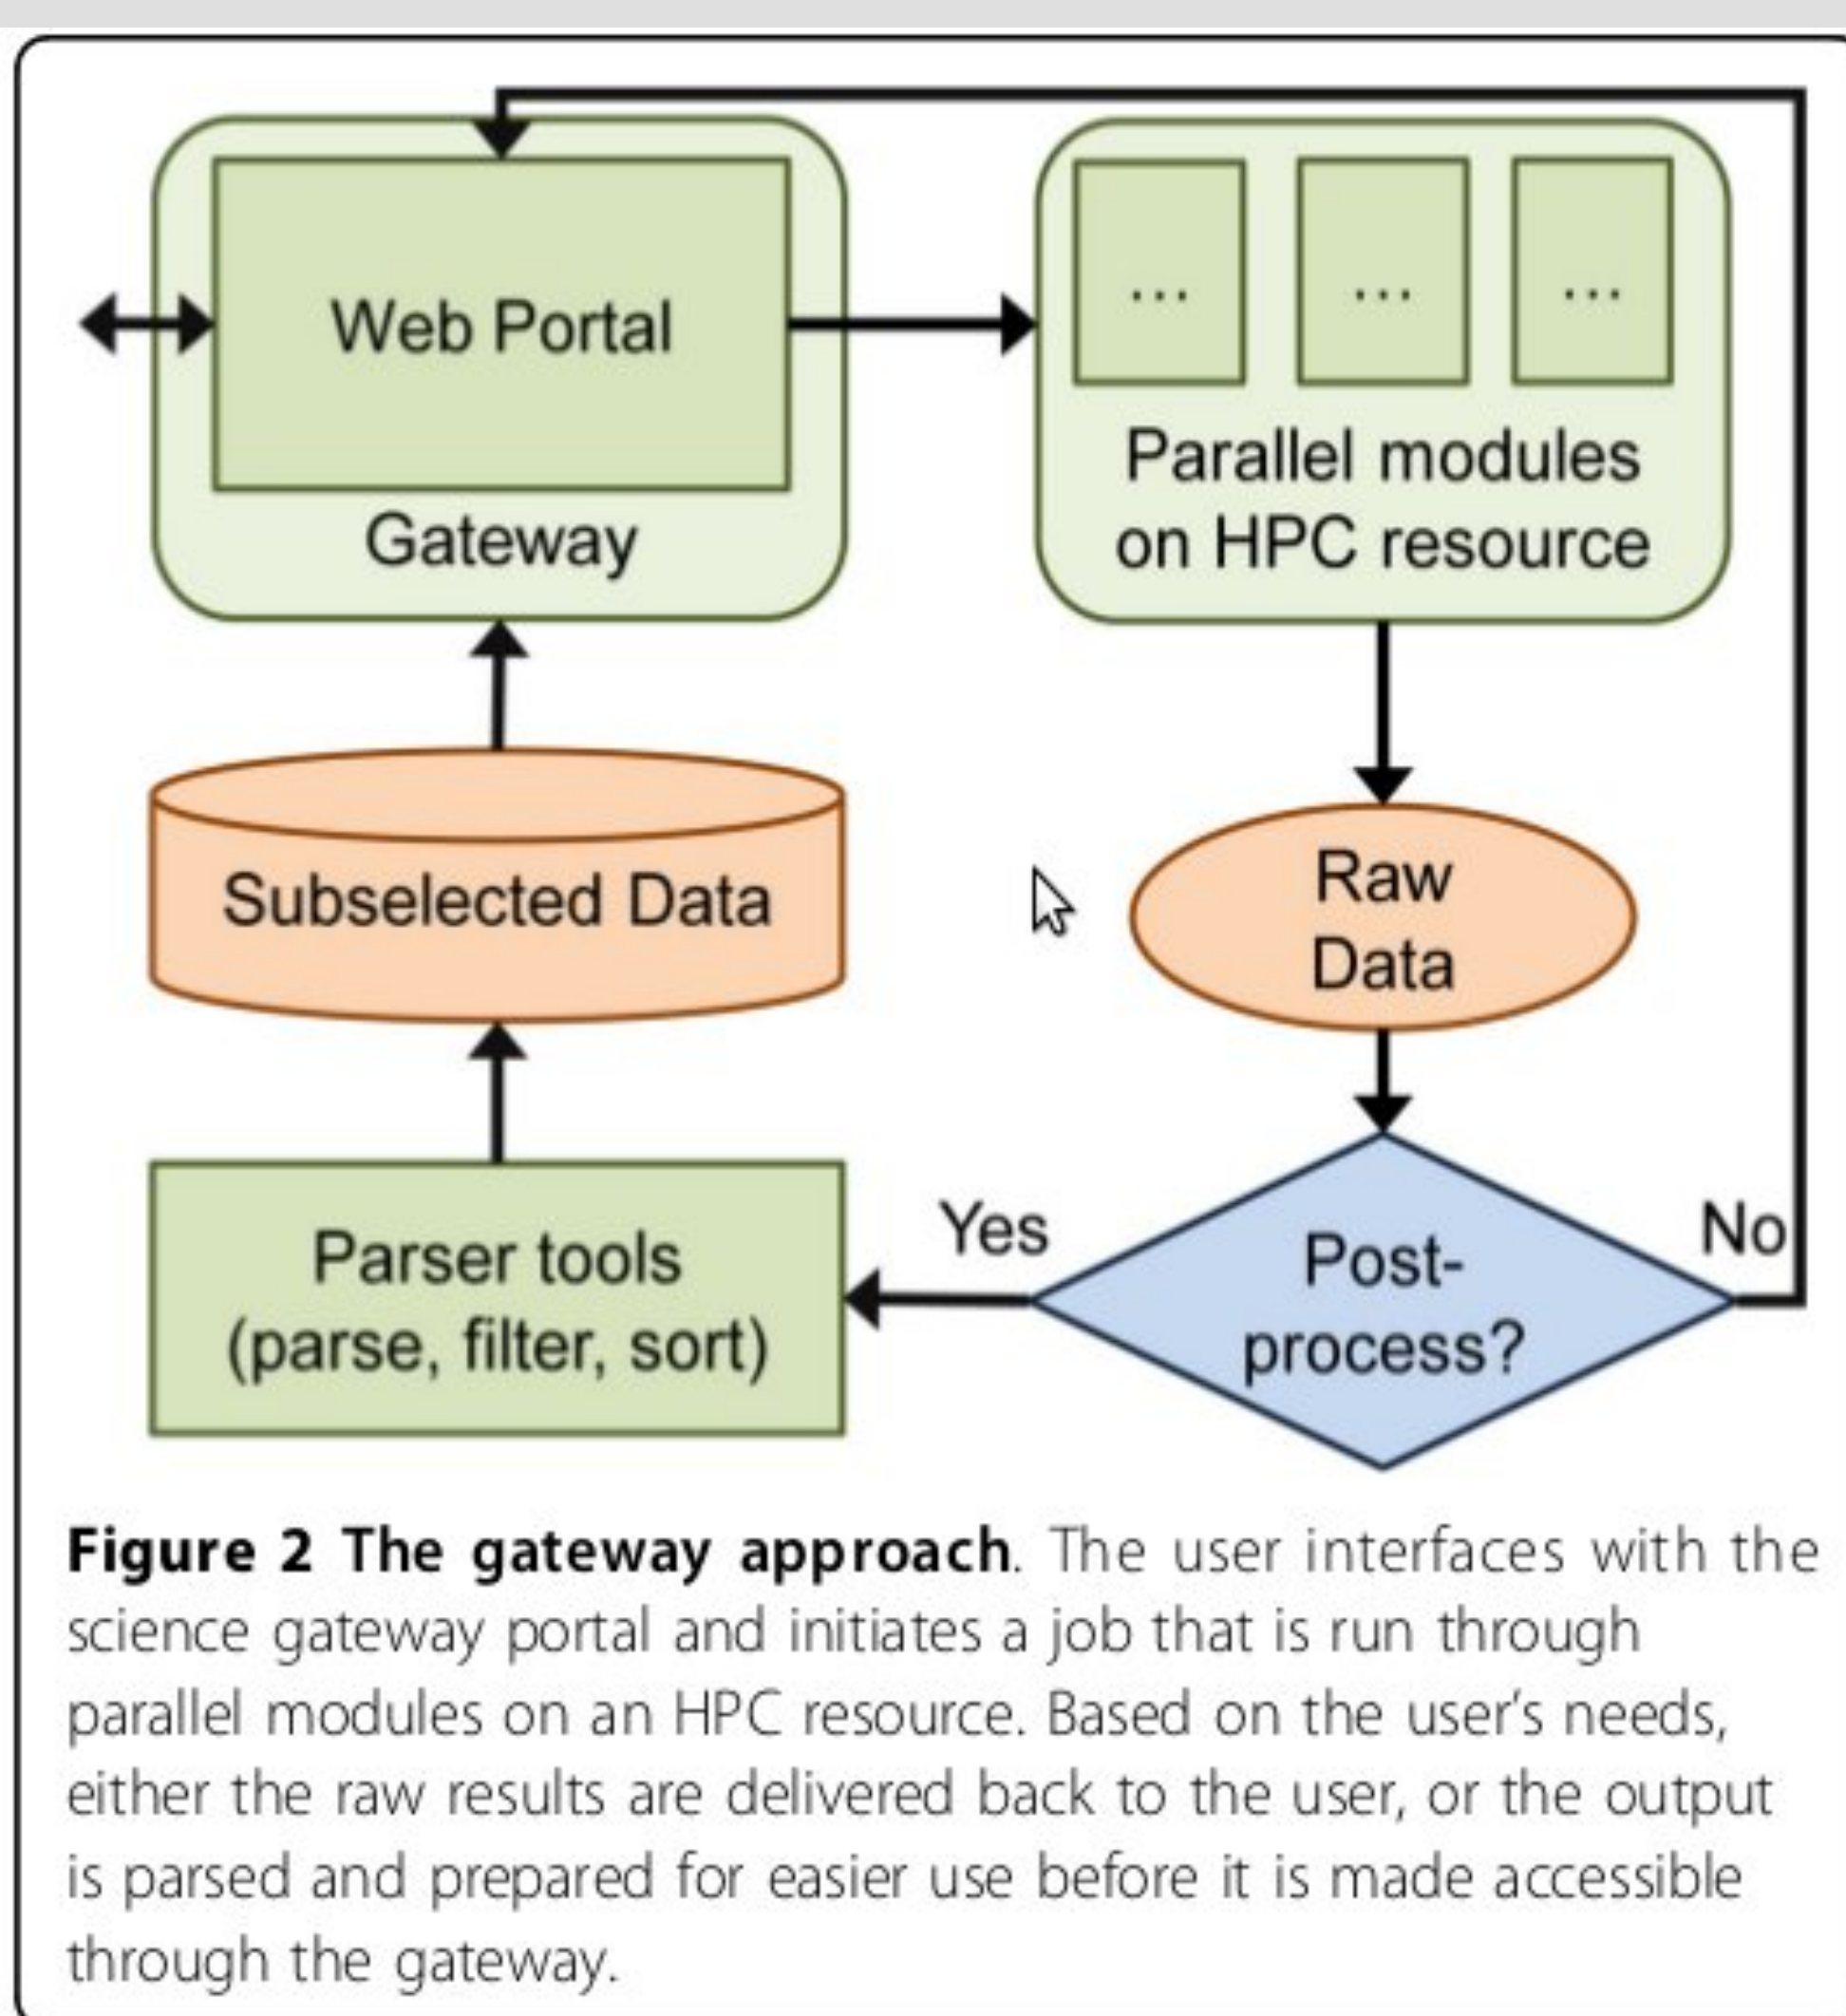 Web Portal
Gateway
...
...
...
Parallel modules
on HPC resource
Subselected Data
Raw
Data
Parser tools
(parse, filter, sort)
Yes
Post-
process?
No
Figure 2 The gateway approach. The user interfaces with the
science gateway portal and initiates a job that is run through
parallel modules on an HPC resource. Based on the user's needs,
either the raw results are delivered back to the user, or the output
is parsed and prepared for easier use before it is made accessible
through the gateway.